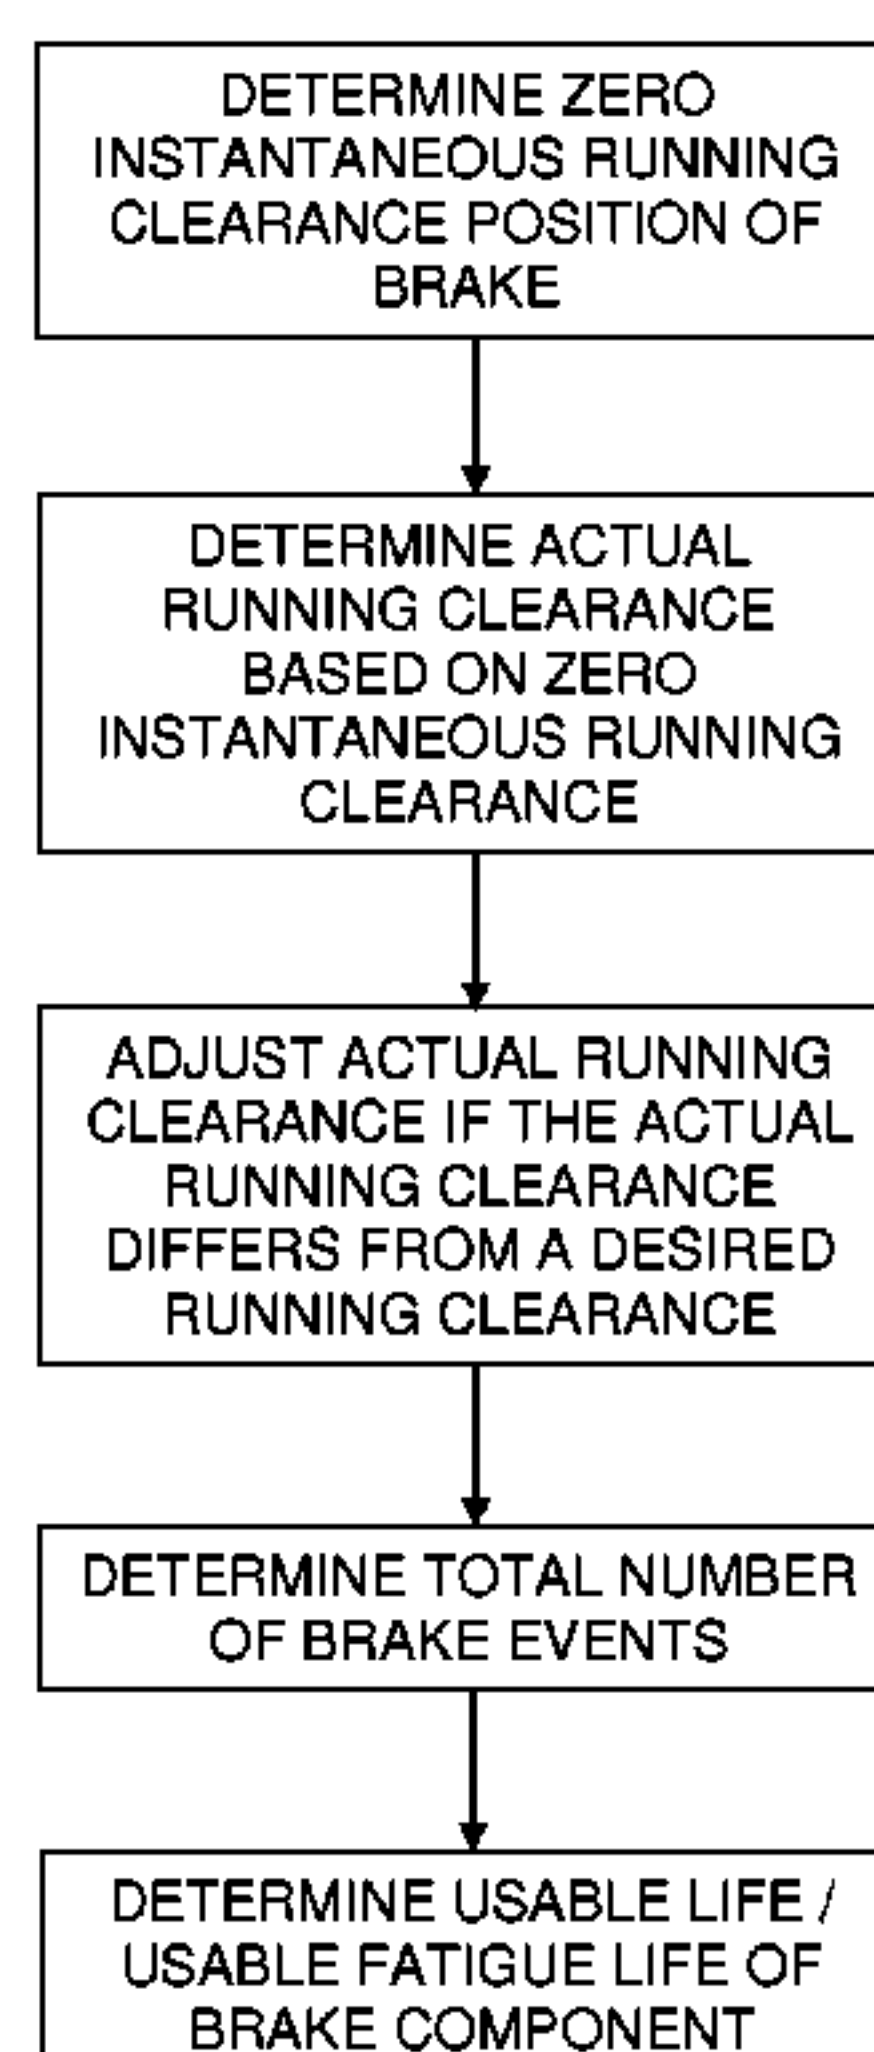 DETERMINE ZERO
INSTANTANEOUS RUNNING
CLEARANCE POSITION OF
BRAKE
DETERMINE ACTUAL
RUNNING CLEARANCE
BASED ON ZERO
INSTANTANEOUS RUNNING
CLEARANCE
ADJUST ACTUAL RUNNING
CLEARANCE IF THE ACTUAL
RUNNING CLEARANCE
DIFFERS FROM A DESIRED
RUNNING CLEARANCE
DETERMINE TOTAL NUMBER
OF BRAKE EVENTS
DETERMINE USABLE LIFE /
USABLE FATIGUE LIFE OF
BRAKE COMPONENT